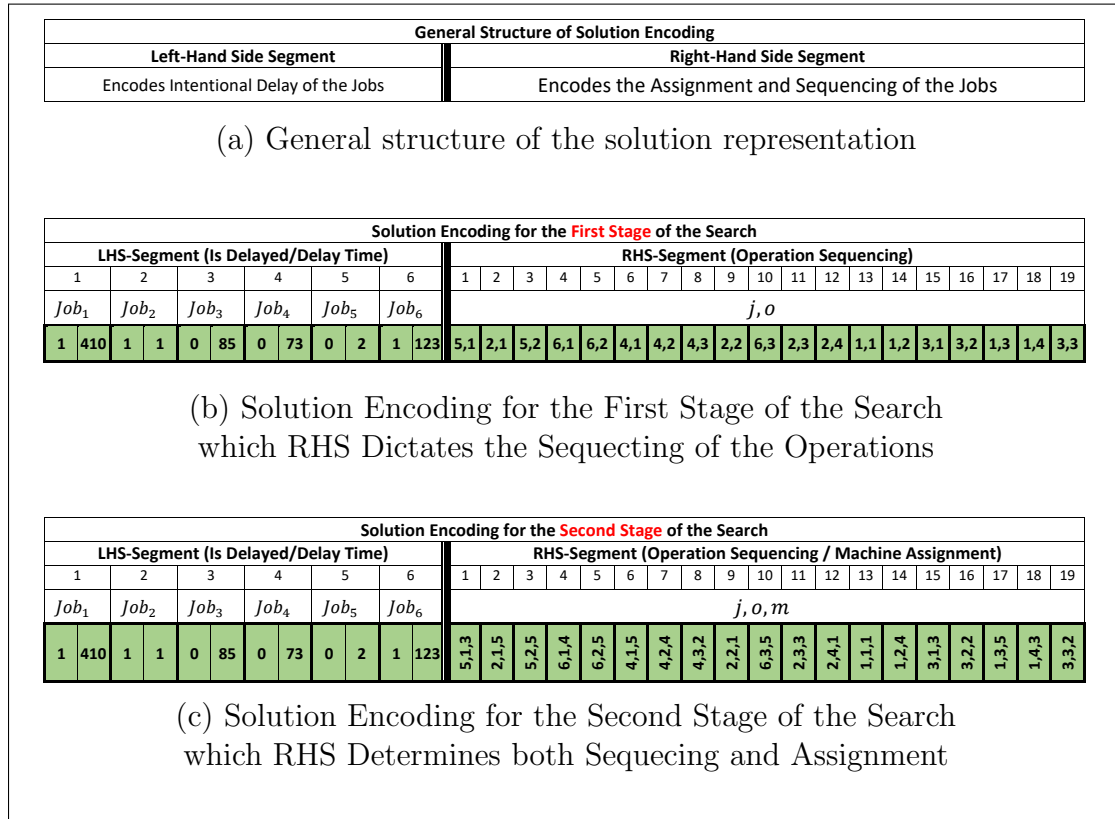 General Structure of Solution Encoding
Left-Hand Side Segment Right-Hand Side Segment
Encodes Intentional Delay of the Jobs Encodes the Assignment and Sequencing of the Jobs
(a) General structure of the solution representation
Solution Encoding for the First Stage of the Search
LHS-Segment (Is Delayed/Delay Time) RHS-Segment (Operation Sequencing)
1 2 3 4 5 6 1 2 3 4 5 6 7 8 9 10 11 12 13 14 15 16 17 18 19
Job₁ Job₂ Job₃ Job₄ Job₅ Job₆ j, o
1 410 1 1 0 85 0 73 0 2 1 123 5,1 2,1 5,2 6,1 6,2 4,1 4,2 4,3 2,2 6,3 2,3 2,4 1,1 1,2 3,1 3,2 1,3 1,4 3,3
(b) Solution Encoding for the First Stage of the Search
which RHS Dictates the Sequecting of the Operations
Solution Encoding for the Second Stage of the Search
LHS-Segment (Is Delayed/Delay Time) RHS-Segment (Operation Sequencing / Machine Assignment)
1 2 3 4 5 6 1 2 3 4 5 6 7 8 9 10 11 12 13 14 15 16 17 18 19
Job₁ Job₂ Job₃ Job₄ Job₅ Job₆ j, o, m
1 410 1 1 0 85 0 73 0 2 1 123 5,1,3 2,1,5 5,2,5 6,1,4 6,2,5 4,1,5 4,2,4 4,3,2 2,2,1 6,3,5 2,3,3 2,4,1 1,1,1 1,2,4 3,1,3 3,2,2 1,3,5 1,4,3 3,3,2
(c) Solution Encoding for the Second Stage of the Search
which RHS Determines both Sequecing and Assignment